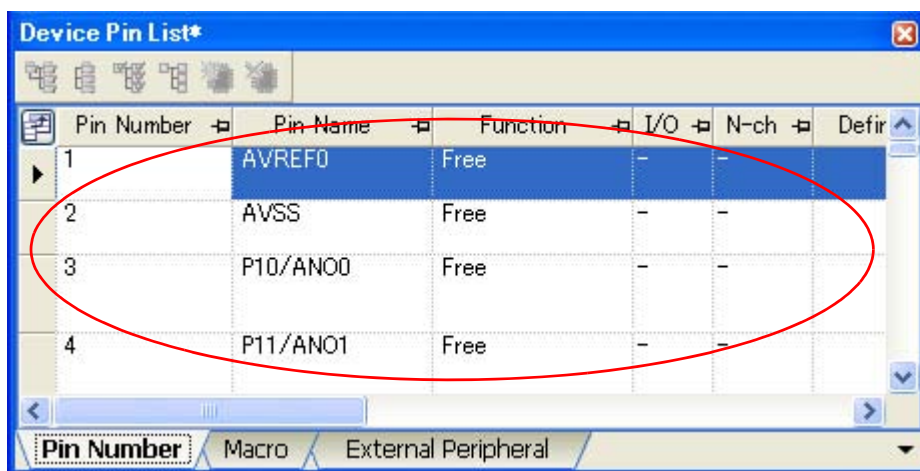 Device Pin List*
Pin Number Pin Name Function I/O N-ch Defir
1 AVREF0 Free - -
2 AVSS Free - -
3 P10/ANO0 Free - -
4 P11/ANO1 Free - -
Pin Number Macro External Peripheral